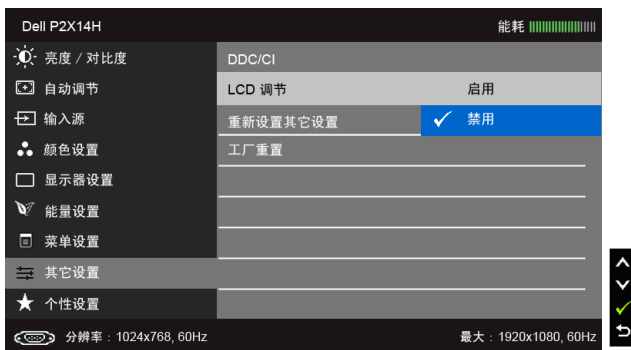 Dell P2X14H 能耗
亮度 / 对比度 DDC/CI
自动调节 LCD 调节 启用
输入源 重新设置其它设置 禁用
颜色设置 工厂重置
显示器设置
能量设置
菜单设置
其它设置
个性设置
分辨率：1024x768, 60Hz 最大：1920x1080, 60Hz